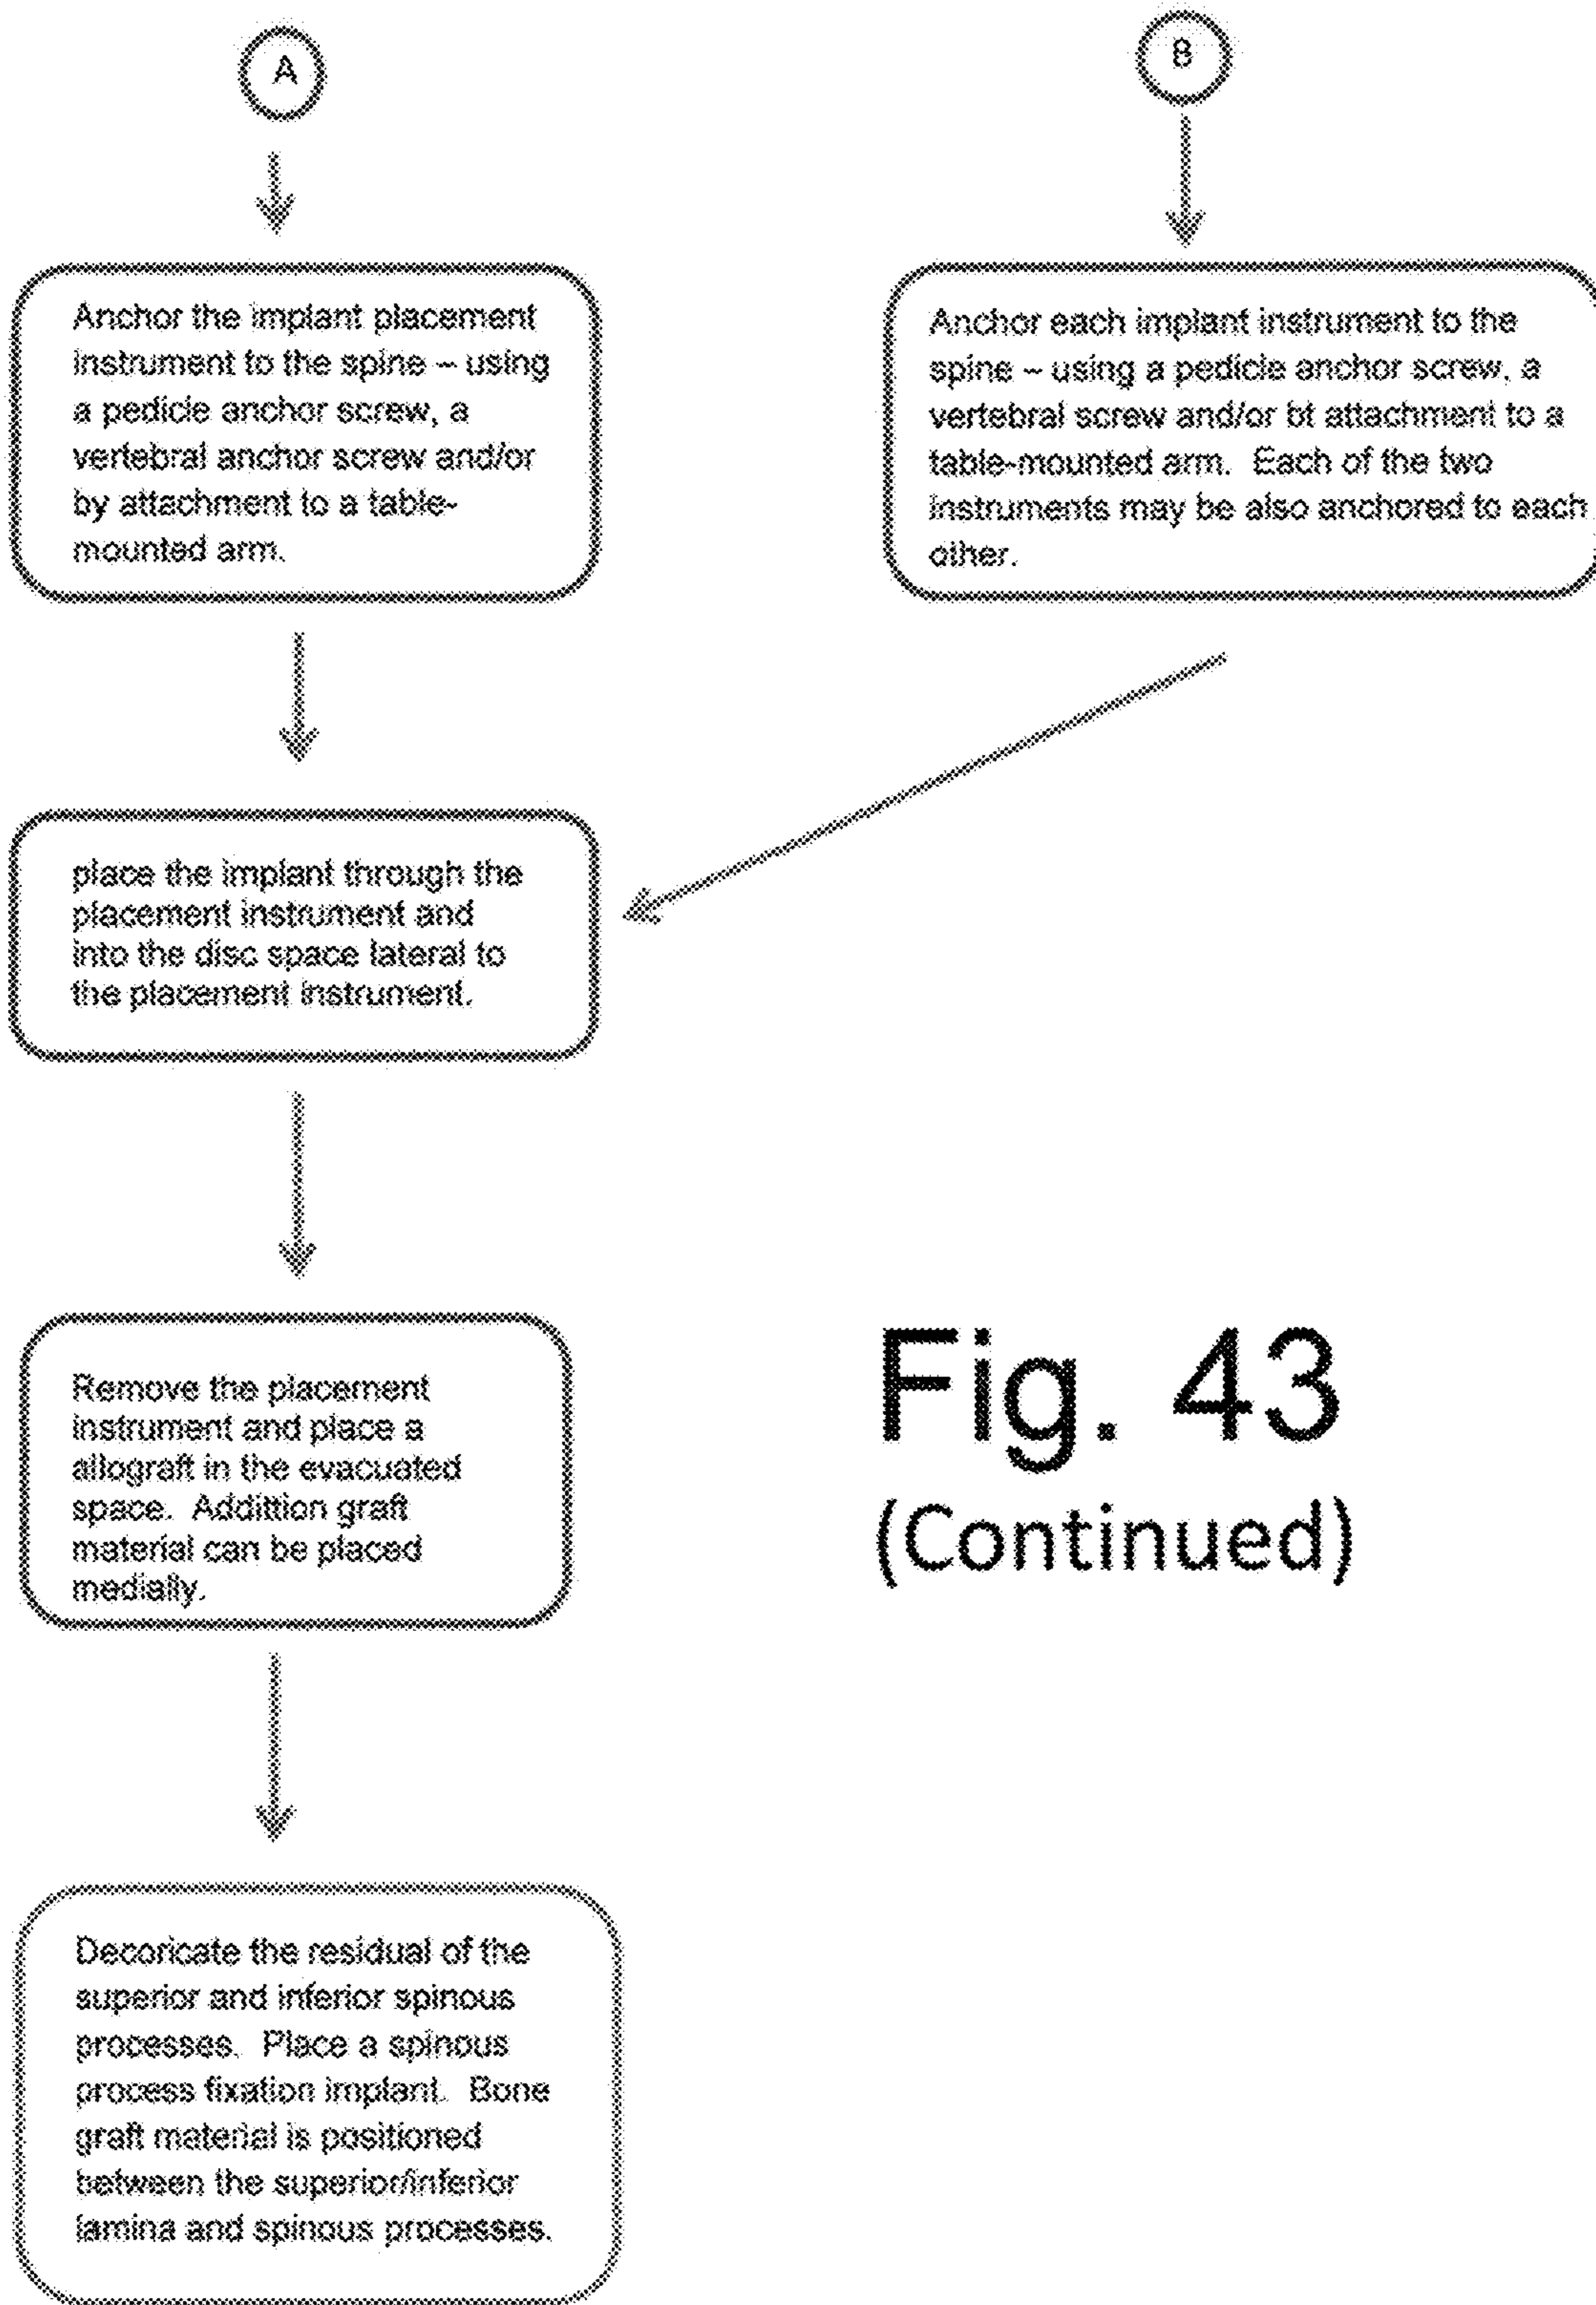 A
B
Anchor the implant placement
instrument to the spine – using
a pedicle anchor screw, a
vertebral anchor screw and/or
by attachment to a table-
mounted arm.
Anchor each implant instrument to the
spine – using a pedicle anchor screw, a
vertebral screw and/or bt attachment to a
table-mounted arm.  Each of the two
instruments may be also anchored to each
other.
place the implant through the
placement instrument and
into the disc space lateral to
the placement instrument.
Remove the placement
instrument and place a
allograft in the evacuated
space.  Addittion graft
material can be placed
medially.
Fig. 43
(Continued)
Decoricate the residual of the
superior and inferior spinous
processes.  Place a spinous
process fixation implant.  Bone
graft material is positioned
between the superior/inferior
lamina and spinous processes.